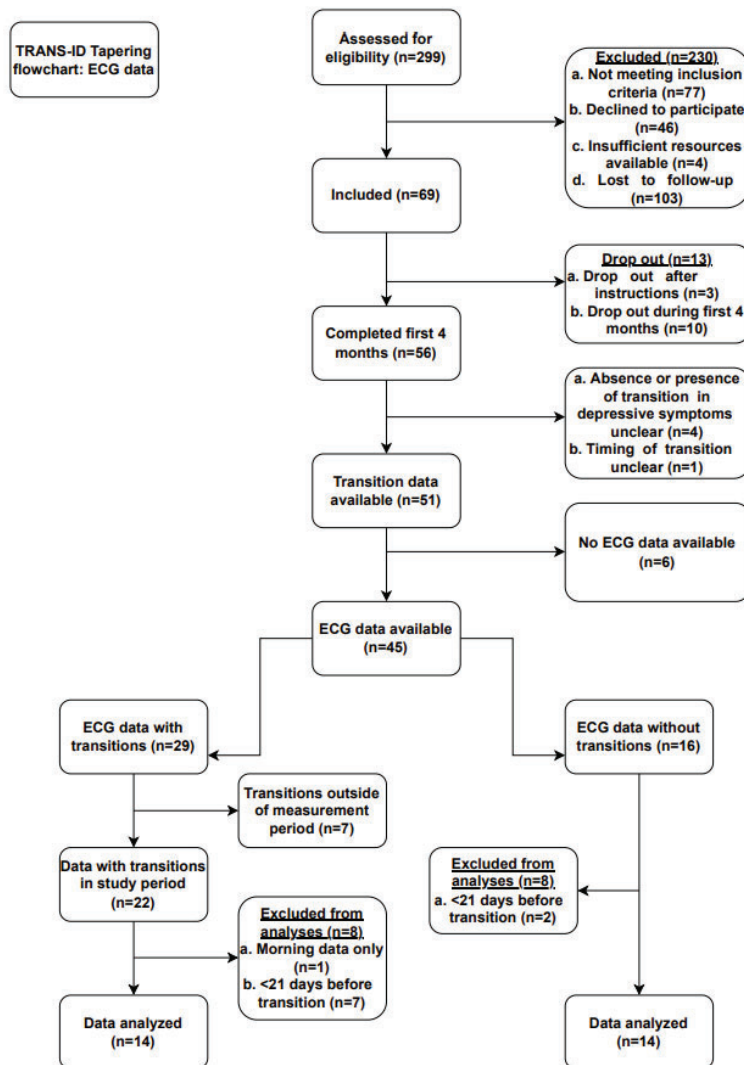 TRANS-ID Tapering
flowchart: ECG data
Assessed for
eligibility (n=299)
Excluded (n=230)
a. Not meeting inclusion
criteria (n=77)
b. Declined to participate
(n=46)
c. Insufficient resources
available (n=4)
d. Lost to follow-up
(n=103)
Included (n=69)
Drop out (n=13)
a. Drop out after
instructions (n=3)
b. Drop out during first 4
months (n=10)
Completed first 4
months (n=56)
a. Absence or presence
of transition in
depressive symptoms
unclear (n=4)
b. Timing of transition
unclear (n=1)
Transition data
available (n=51)
No ECG data available
(n=6)
ECG data available
(n=45)
ECG data with
transitions (n=29)
ECG data without
transitions (n=16)
Transitions outside
of measurement
period (n=7)
Data with transitions
in study period
(n=22)
Excluded from
analyses (n=8)
a. <21 days before
transition (n=2)
Excluded from
analyses (n=8)
a. Morning data only
(n=1)
b. <21 days before
transition (n=7)
Data analyzed
(n=14)
Data analyzed
(n=14)